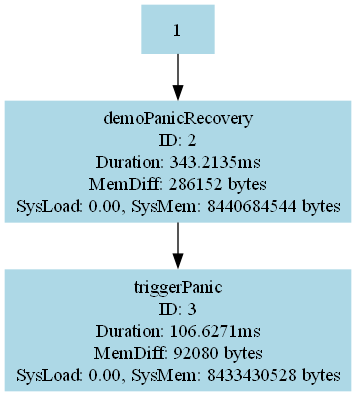 1
demoPanicRecovery
ID: 2
Duration: 343.2135ms
MemDiff: 286152 bytes
SysLoad: 0.00, SysMem: 8440684544 bytes
triggerPanic
ID: 3
Duration: 106.6271ms
MemDiff: 92080 bytes
SysLoad: 0.00, SysMem: 8433430528 bytes